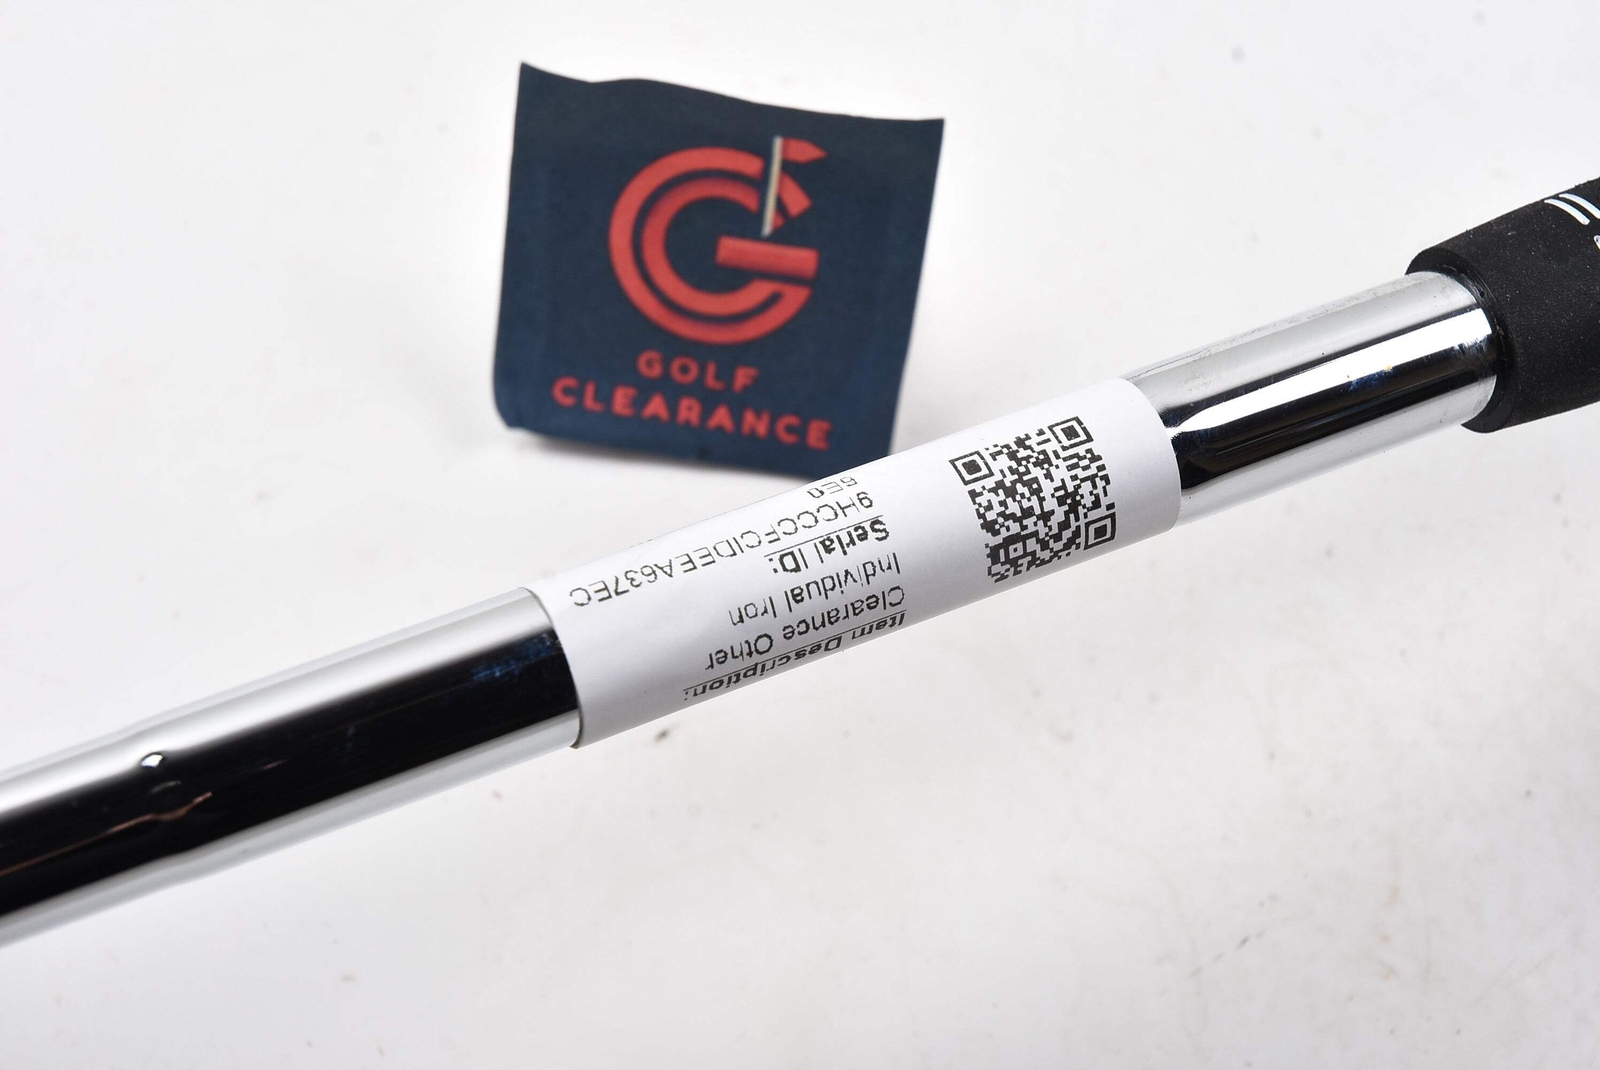 GOLF
CLEARANCE
Item Description:
Clearance Other
Individual Iron
Serial ID:
9HCCCFCIDEEA637EC
6E0